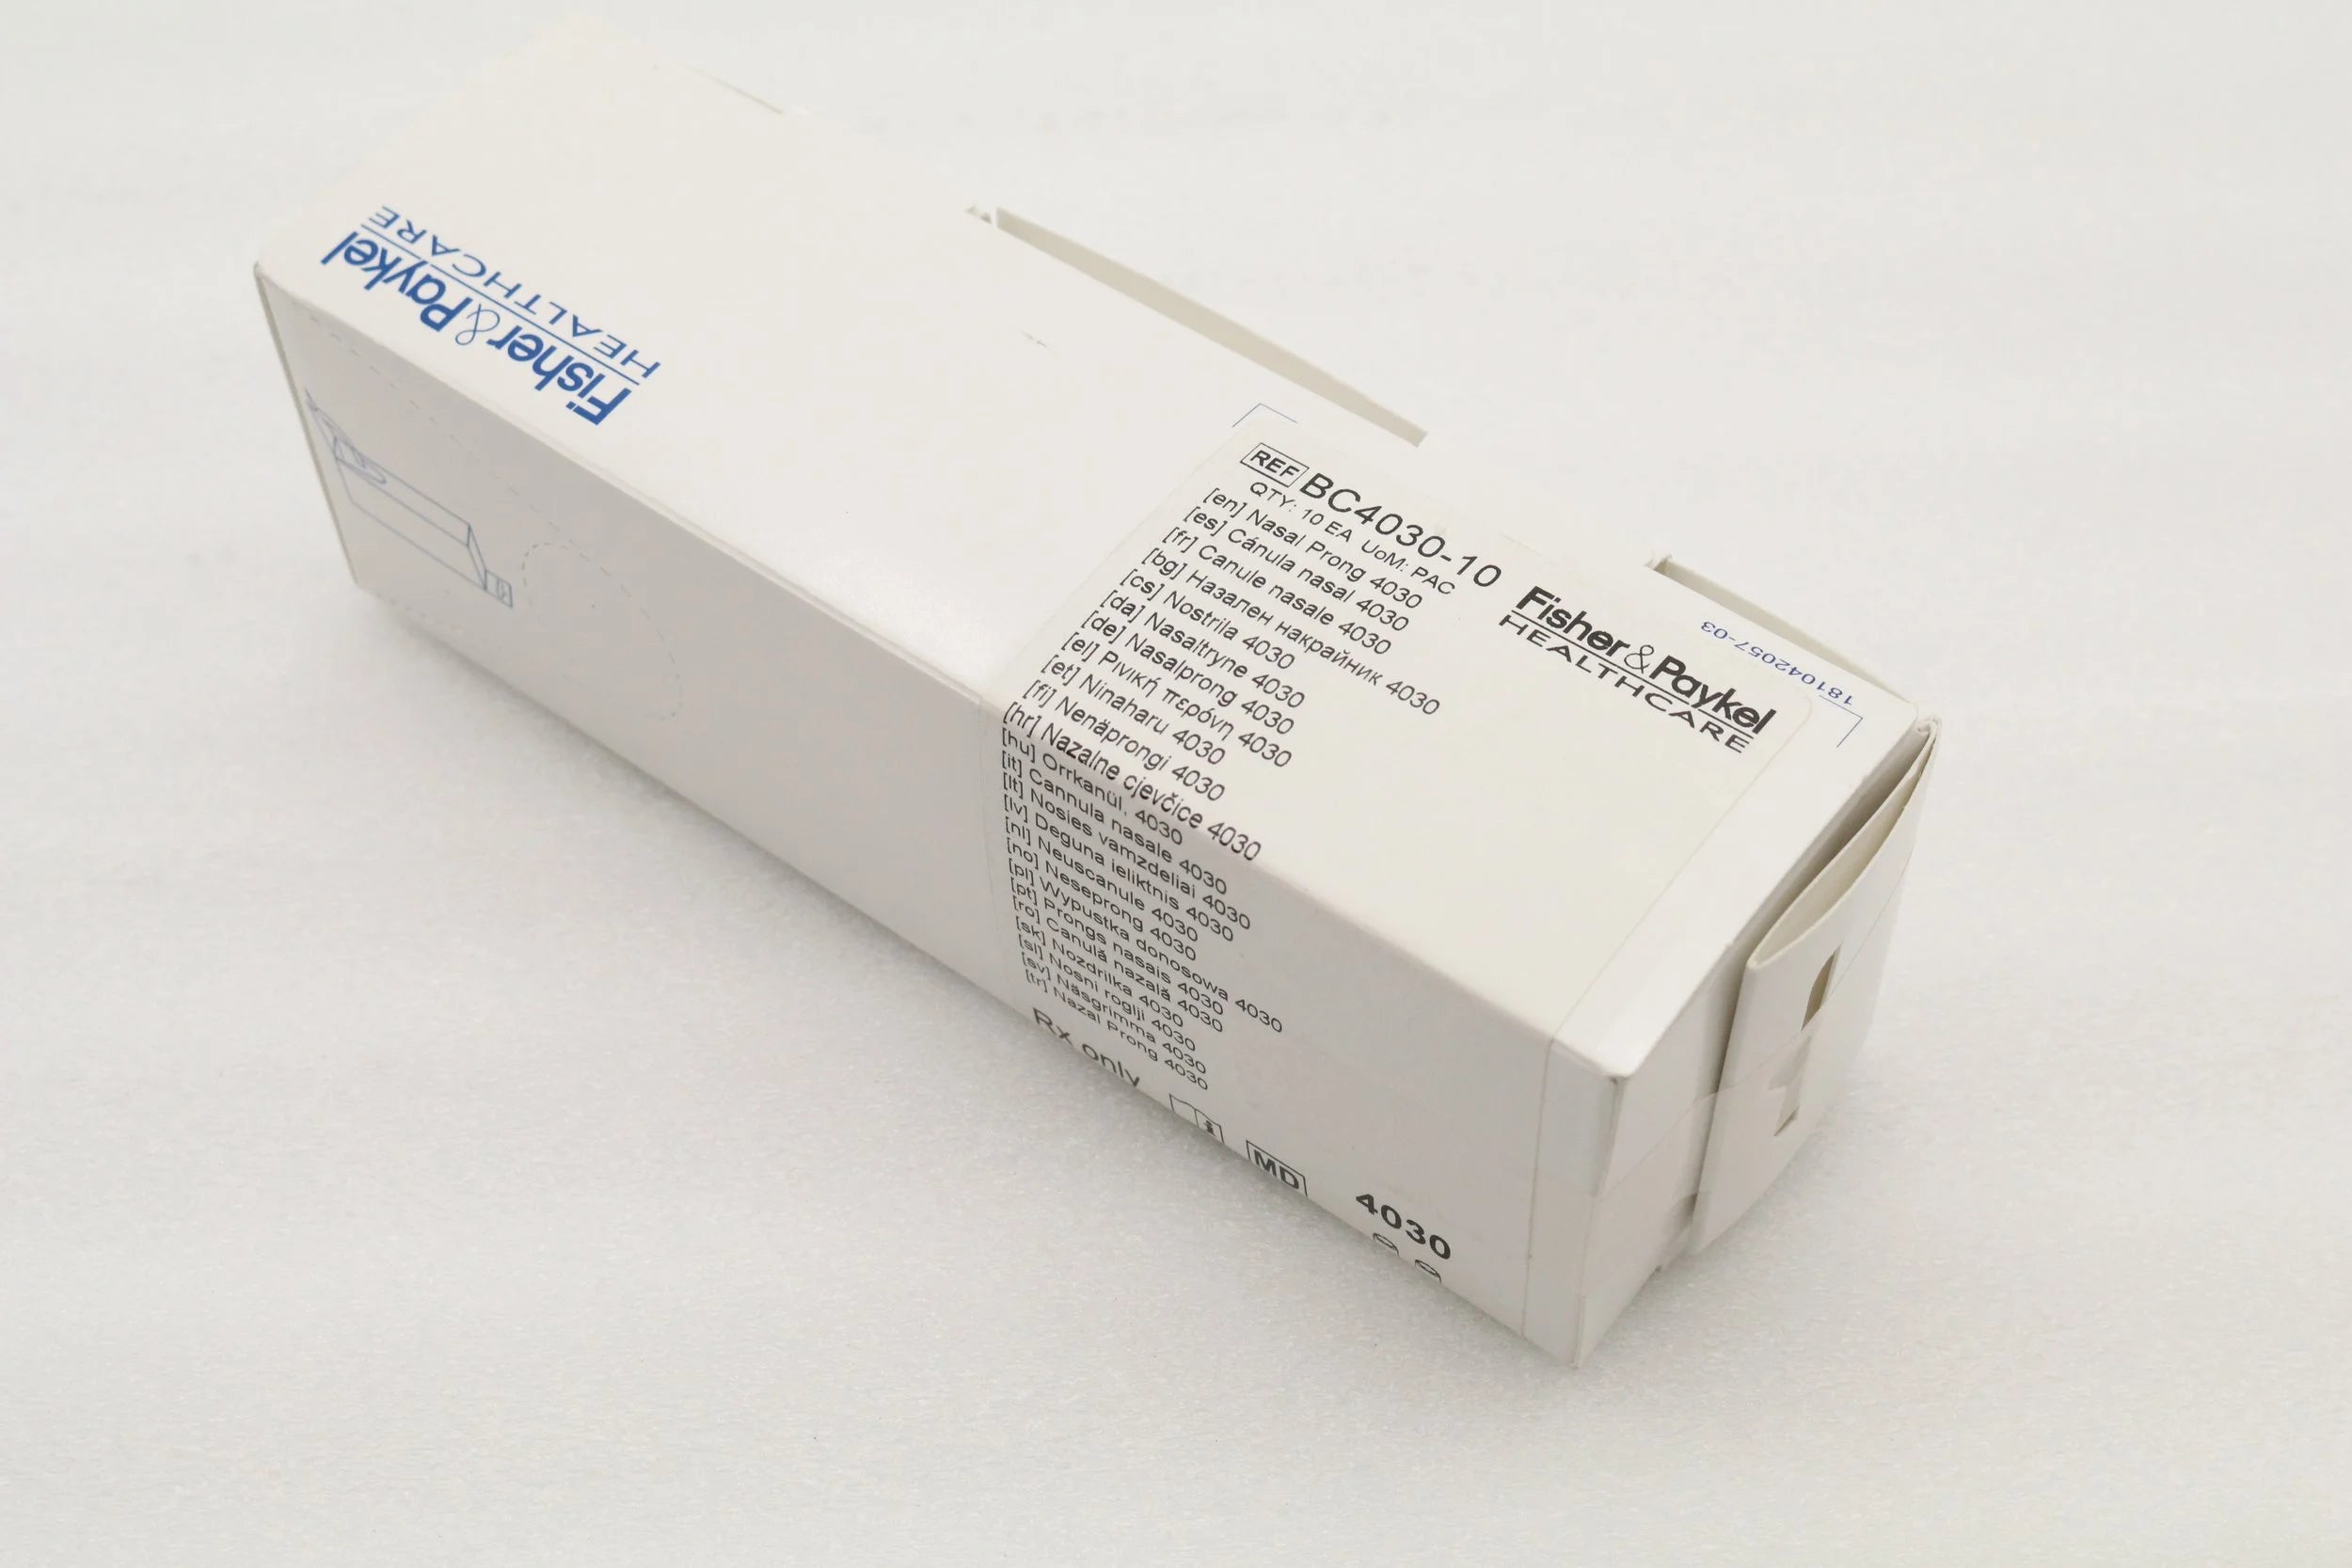 Fisher & Paykel
HEALTHCARE
REF BC4030-10
QTY: 10 EA UoM: PAC
[en] Nasal Prong 4030
[es] Cánula nasal 4030
[fr] Canule nasale 4030
[bg] Назален накрайник 4030
[cs] Nostrila 4030
[da] Nasaltryne 4030
[de] Nasalprong 4030
[el] Ρινική περόνη 4030
[et] Ninaharu 4030
[fi] Nenäprongi 4030
[hr] Nazalne cjevčice 4030
[hu] Orrkanül, 4030
[it] Cannula nasale 4030
[lt] Nosies vamzdeliai 4030
[lv] Deguna ieliktnis 4030
[nl] Neuscanule 4030
[no] Neseprong 4030
[pl] Wypustka donosowa 4030
[pt] Prongs nasais 4030
[ro] Canulă nazală 4030
[sk] Nozdrilka 4030
[sl] Nosni roglji 4030
[sv] Näsgrimma 4030
[tr] Nazal Prong 4030
Rx only
MD
4030
Fisher & Paykel
HEALTHCARE
181042057-03